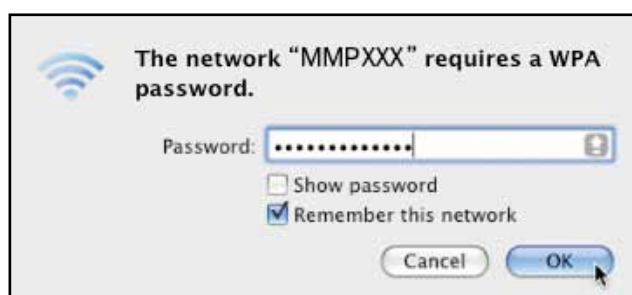 The network “MMPXXX” requires a WPA
password.
Password: •••••••••••••
Show password
Remember this network
Cancel OK